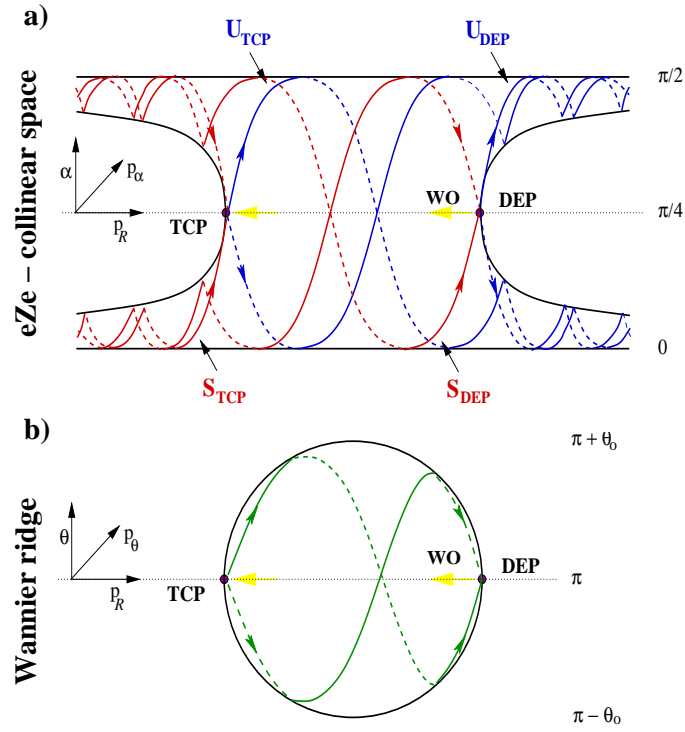 a)
U_TCP
U_DEP
π/2
eZe – collinear space
α
p_α
p_R
TCP
WO
DEP
π/4
0
S_TCP
S_DEP
b)
π + θ_o
Wannier ridge
θ
p_θ
p_R
TCP
WO
DEP
π
π – θ_o